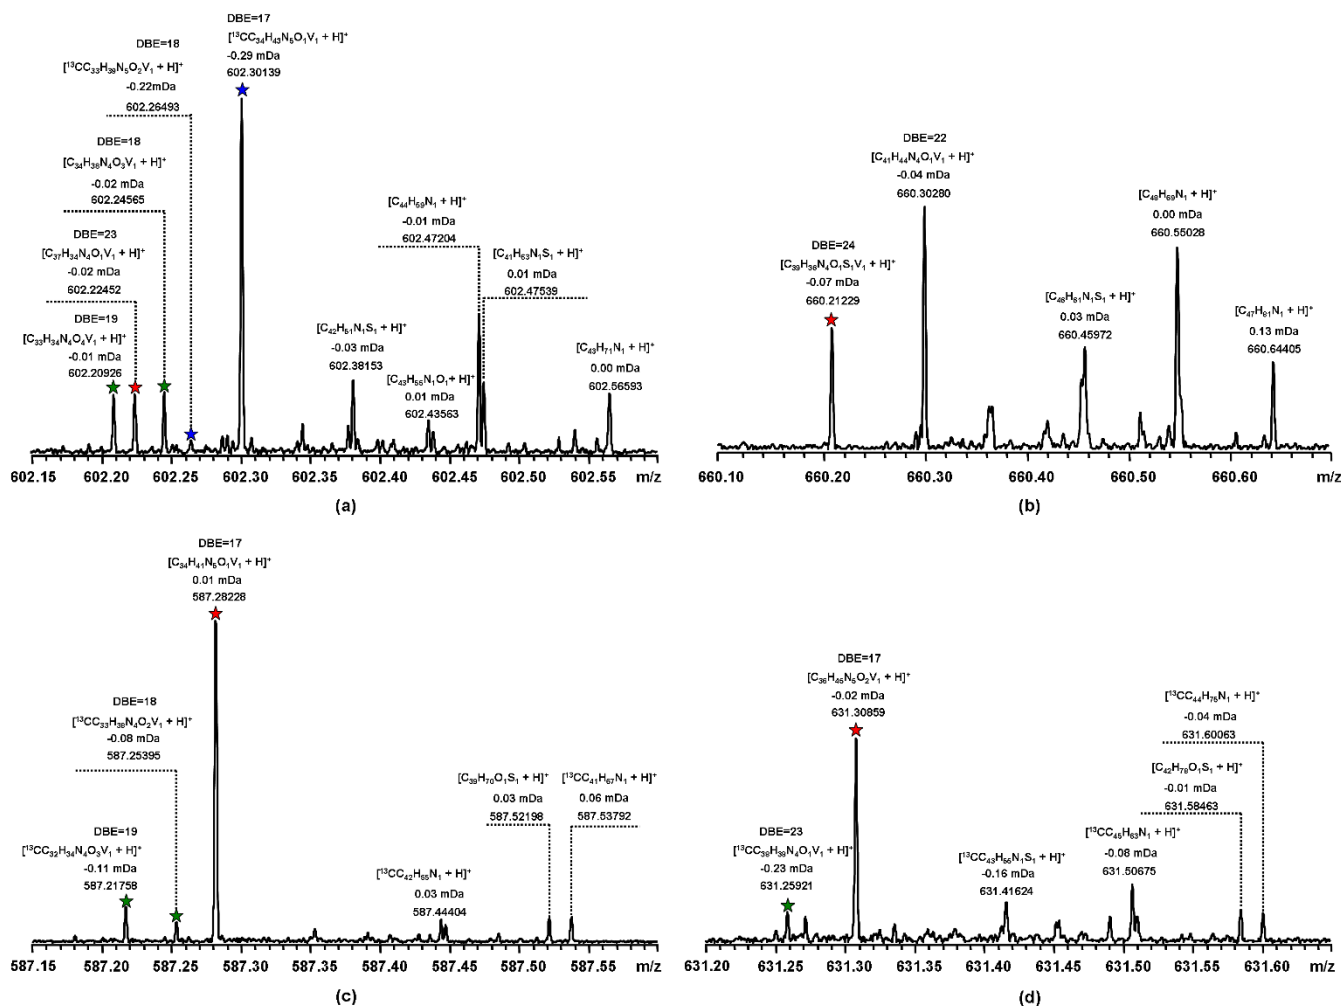 DBE=17
[¹³CC₃₄H₄₃N₅O₁V₁ + H]⁺
-0.29 mDa
602.30139
DBE=18
[¹³CC₃₃H₃₉N₅O₂V₁ + H]⁺
-0.22mDa
602.26493
DBE=18
[C₃₄H₃₈N₄O₃V₁ + H]⁺
-0.02 mDa
602.24565
DBE=23
[C₃₇H₃₄N₄O₁V₁ + H]⁺
-0.02 mDa
602.22452
DBE=19
[C₃₃H₃₄N₄O₄V₁ + H]⁺
-0.01 mDa
602.20926
[C₄₂H₅₁N₁S₁ + H]⁺
-0.03 mDa
602.38153
[C₄₃H₅₅N₁O₁+ H]⁺
0.01 mDa
602.43563
[C₄₄H₅₉N₁ + H]⁺
-0.01 mDa
602.47204
[C₄₁H₆₃N₁S₁ + H]⁺
0.01 mDa
602.47539
[C₄₃H₇₁N₁ + H]⁺
0.00 mDa
602.56593
602.15 602.20 602.25 602.30 602.35 602.40 602.45 602.50 602.55 m/z
(a)
DBE=24
[C₃₉H₃₆N₄O₁S₁V₁ + H]⁺
-0.07 mDa
660.21229
DBE=22
[C₄₁H₄₄N₄O₁V₁ + H]⁺
-0.04 mDa
660.30280
[C₄₆H₆₁N₁S₁ + H]⁺
0.03 mDa
660.45972
[C₄₈H₆₉N₁ + H]⁺
0.00 mDa
660.55028
[C₄₇H₈₁N₁ + H]⁺
0.13 mDa
660.64405
660.10 660.20 660.30 660.40 660.50 660.60 m/z
(b)
DBE=17
[C₃₄H₄₁N₅O₁V₁ + H]⁺
0.01 mDa
587.28228
DBE=18
[¹³CC₃₃H₃₈N₄O₂V₁ + H]⁺
-0.08 mDa
587.25395
DBE=19
[¹³CC₃₂H₃₄N₄O₃V₁ + H]⁺
-0.11 mDa
587.21758
[¹³CC₄₂H₅₅N₁ + H]⁺
0.03 mDa
587.44404
[C₃₉H₇₀O₁S₁ + H]⁺
0.03 mDa
587.52198
[¹³CC₄₁H₆₇N₁ + H]⁺
0.06 mDa
587.53792
587.15 587.20 587.25 587.30 587.35 587.40 587.45 587.50 587.55 m/z
(c)
DBE=23
[¹³CC₃₈H₃₈N₄O₁V₁ + H]⁺
-0.23 mDa
631.25921
DBE=17
[C₃₆H₄₅N₅O₂V₁ + H]⁺
-0.02 mDa
631.30859
[¹³CC₄₃H₅₅N₁S₁ + H]⁺
-0.16 mDa
631.41624
[¹³CC₄₅H₆₃N₁ + H]⁺
-0.08 mDa
631.50675
[C₄₂H₇₈O₁S₁ + H]⁺
-0.01 mDa
631.58463
[¹³CC₄₄H₇₅N₁ + H]⁺
-0.04 mDa
631.60063
631.20 631.25 631.30 631.35 631.40 631.45 631.50 631.55 631.60 m/z
(d)